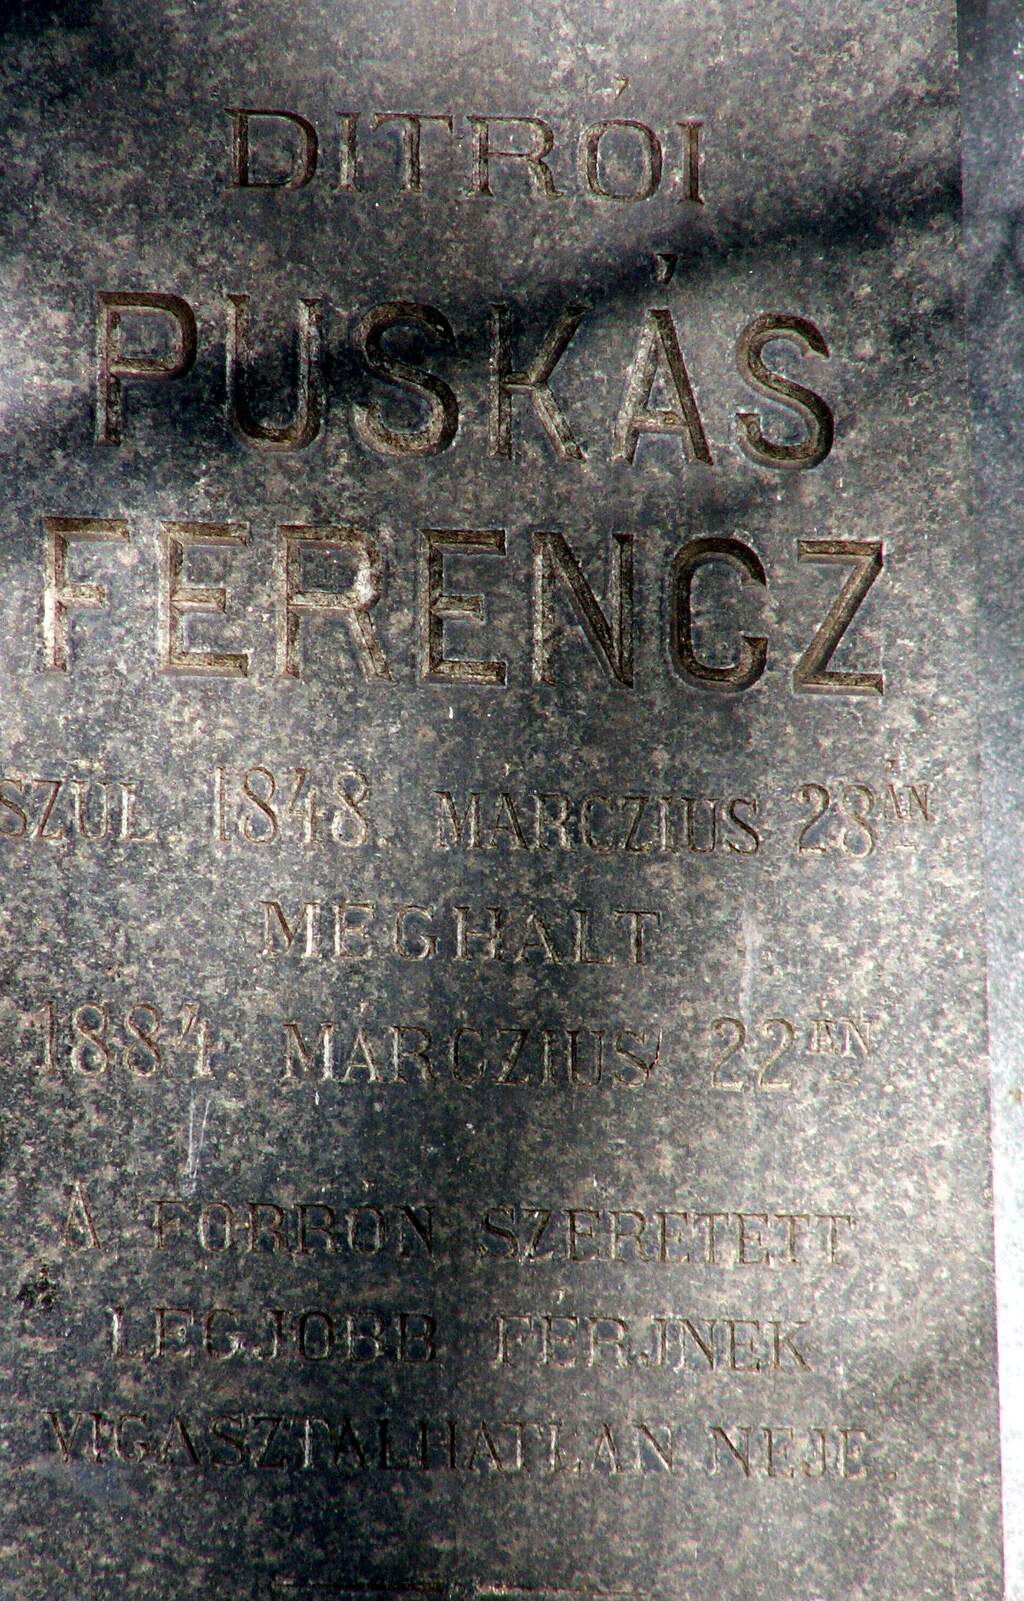 DITRÓI
PUSKÁS
FERENCZ
SZÜL. 1848. MÁRCZIUS 28ÁN
MEGHALT
1884. MÁRCZIUS 22ÉN
A FORRÓN SZERETETT
LEGJOBB FÉRJNEK
VIGASZTALHATLAN NEJE.